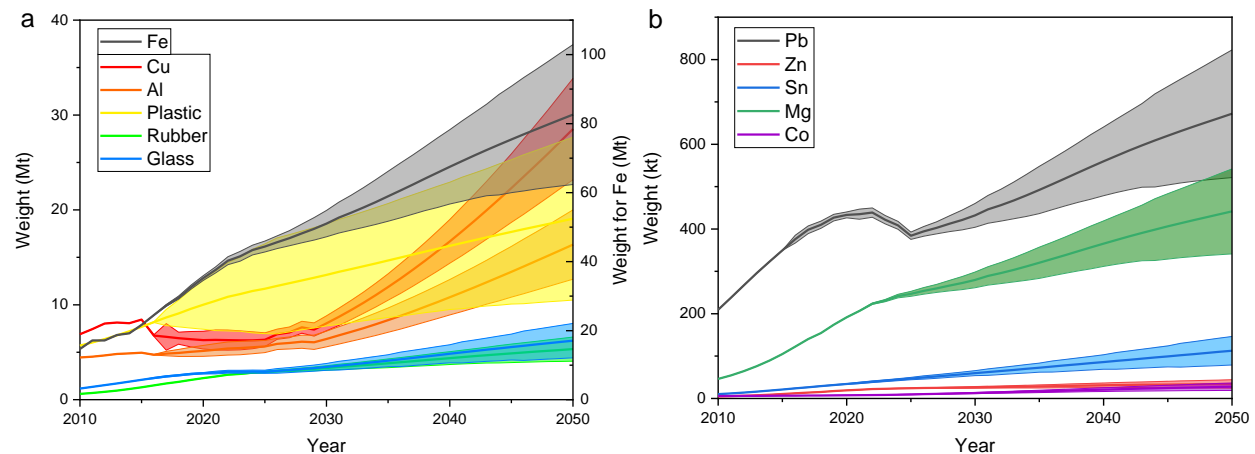 a
Fe
Cu
Al
Plastic
Rubber
Glass
Weight (Mt)
40
30
20
10
0
2010 2020 2030 2040 2050
Year
Weight for Fe (Mt)
100
80
60
40
20
0
b
Pb
Zn
Sn
Mg
Co
Weight (kt)
800
600
400
200
0
2010 2020 2030 2040 2050
Year